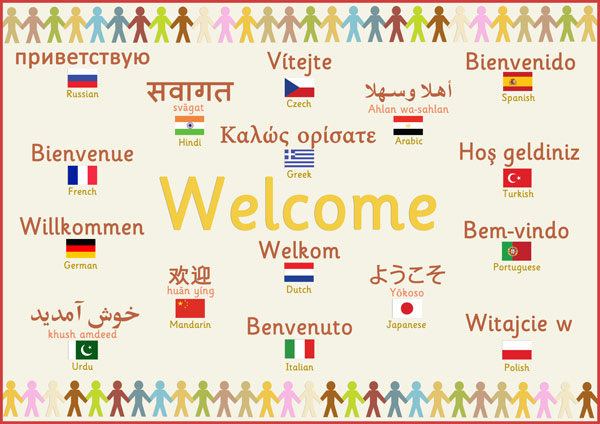 приветствую
Russian
सवागत
svāgat
Hindi
Vítejte
Czech
أهلا وسهلا
Ahlan wa-sahlan
Arabic
Bienvenido
Spanish
Καλώς ορίσατε
Greek
Bienvenue
French
Hoş geldiniz
Turkish
Welcome
Willkommen
German
Welkom
Dutch
Bem-vindo
Portuguese
欢迎
huān yíng
Mandarin
ようこそ
Yōkoso
Japanese
خوش آمدید
khush amdeed
Urdu
Benvenuto
Italian
Witajcie w
Polish